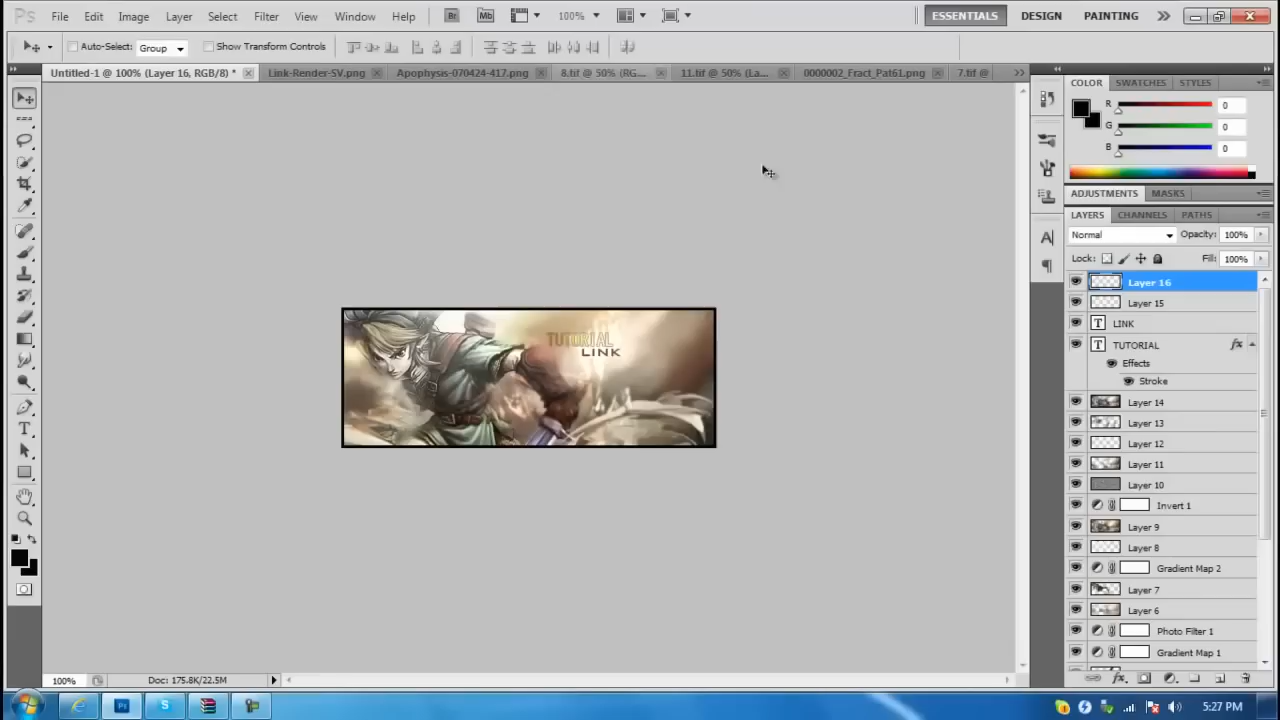 Ps File Edit Image Layer Select Filter View Window Help Br Mb 100% ESSENTIALS DESIGN PAINTING
Auto-Select: Group Show Transform Controls
Untitled-1 @ 100% (Layer 16, RGB/8) * Link-Render-SV.png Apophysis-070424-417.png 8.tif @ 50% (RG... 11.tif @ 50% (La... 0000002_Fract_Pat61.png 7.tif @
COLOR SWATCHES STYLES
R 0
G 0
B 0
ADJUSTMENTS MASKS
LAYERS CHANNELS PATHS
Normal Opacity: 100%
Lock: Fill: 100%
Layer 16
Layer 15
T LINK
T TUTORIAL fx
Effects
Stroke
Layer 14
Layer 13
Layer 12
Layer 11
Layer 10
Invert 1
Layer 9
Layer 8
Gradient Map 2
Layer 7
Layer 6
Photo Filter 1
Gradient Map 1
TUTORIAL
LINK
100% Doc: 175.8K/22.5M
5:27 PM